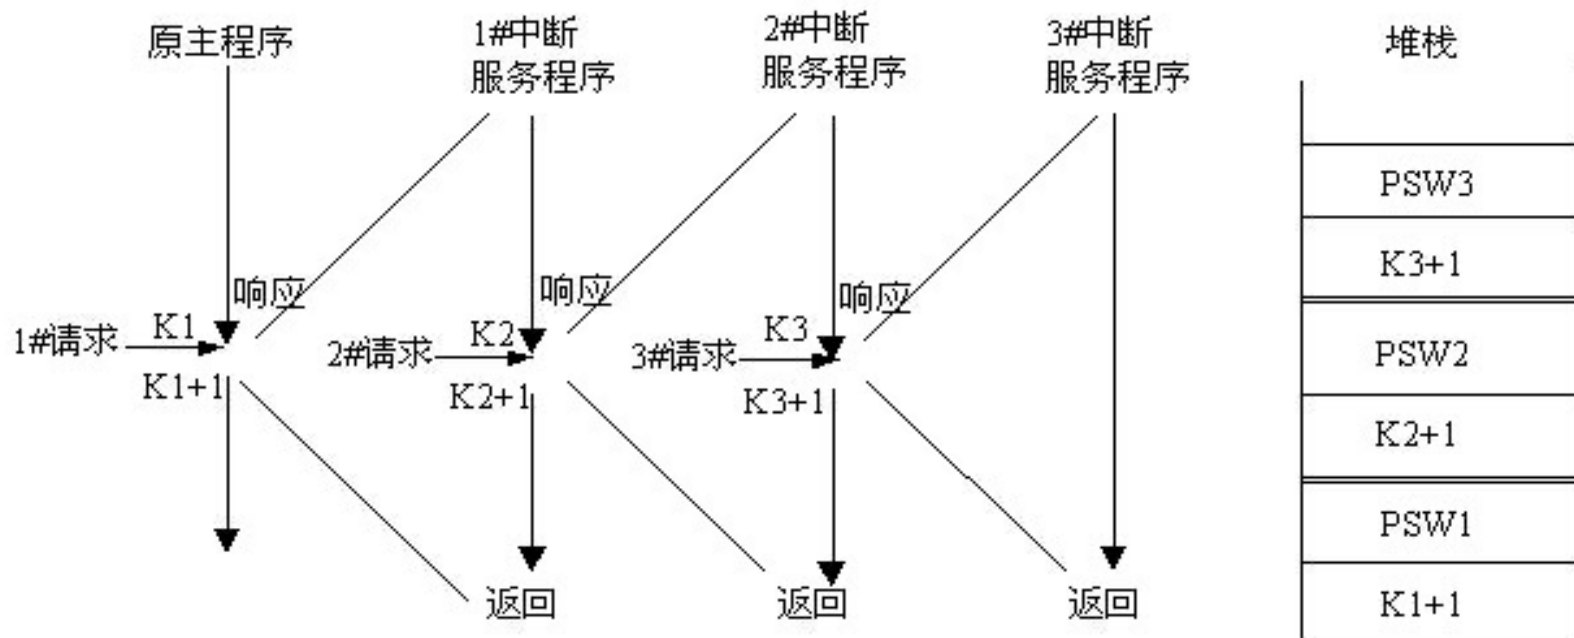 原主程序
1#中断
服务程序
2#中断
服务程序
3#中断
服务程序
堆栈
响应
响应
响应
1#请求
K1
K1+1
2#请求
K2
K2+1
3#请求
K3
K3+1
返回
返回
返回
PSW3
K3+1
PSW2
K2+1
PSW1
K1+1